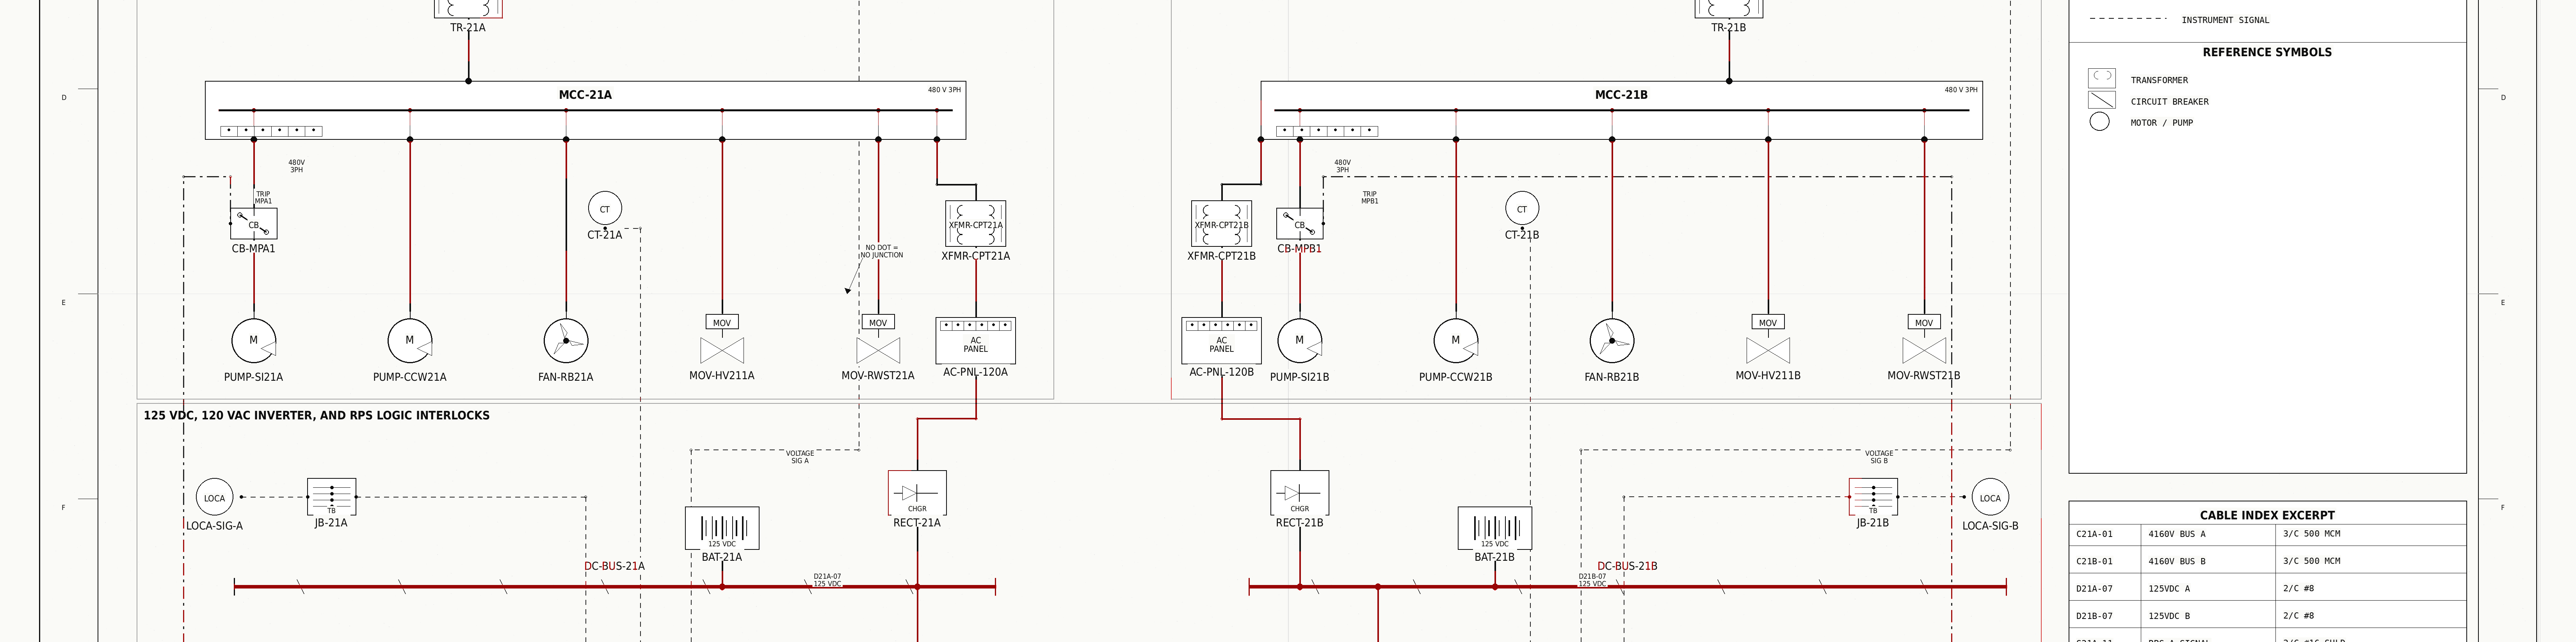 TR-21A
TR-21B
INSTRUMENT SIGNAL
REFERENCE SYMBOLS
TRANSFORMER
CIRCUIT BREAKER
MOTOR / PUMP
D
MCC-21A
480 V 3PH
MCC-21B
480 V 3PH
D
480V
3PH
TRIP
MPA1
CB
CB-MPA1
CT
CT-21A
NO DOT =
NO JUNCTION
XFMR-CPT21A
XFMR-CPT21A
XFMR-CPT21B
XFMR-CPT21B
480V
3PH
TRIP
MPB1
CB
CB-MPB1
CT
CT-21B
E
E
M
PUMP-SI21A
M
PUMP-CCW21A
FAN-RB21A
MOV
MOV-HV211A
MOV
MOV-RWST21A
AC
PANEL
AC-PNL-120A
AC
PANEL
AC-PNL-120B
M
PUMP-SI21B
M
PUMP-CCW21B
FAN-RB21B
MOV
MOV-HV211B
MOV
MOV-RWST21B
125 VDC, 120 VAC INVERTER, AND RPS LOGIC INTERLOCKS
VOLTAGE
SIG A
VOLTAGE
SIG B
F
LOCA
LOCA-SIG-A
TB
JB-21A
125 VDC
BAT-21A
CHGR
RECT-21A
CHGR
RECT-21B
125 VDC
BAT-21B
TB
JB-21B
LOCA
LOCA-SIG-B
F
DC-BUS-21A
D21A-07
125 VDC
DC-BUS-21B
D21B-07
125 VDC
CABLE INDEX EXCERPT
C21A-01 4160V BUS A 3/C 500 MCM
C21B-01 4160V BUS B 3/C 500 MCM
D21A-07 125VDC A 2/C #8
D21B-07 125VDC B 2/C #8